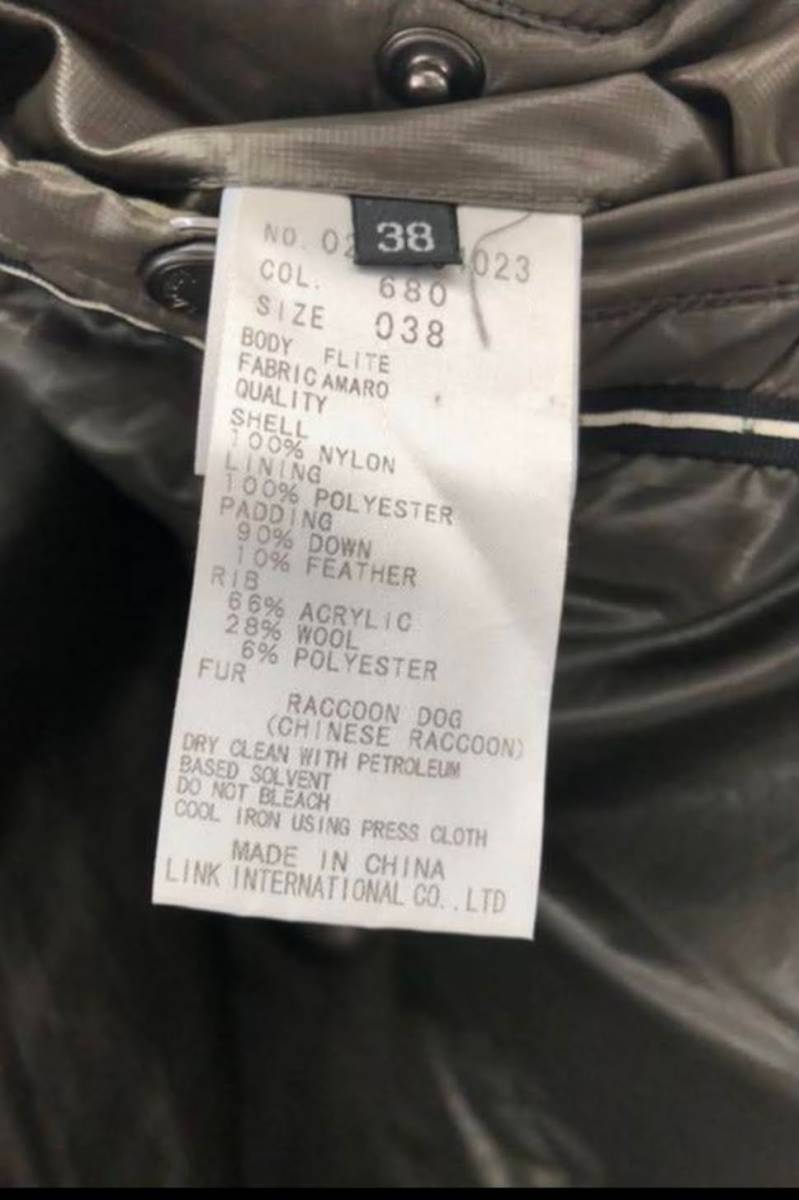 38
NO. 02 023
COL. 680
SIZE 038
BODY FLITE
FABRIC AMARO
QUALITY
SHELL
100% NYLON
LINING
100% POLYESTER
PADDING
90% DOWN
10% FEATHER
RIB
66% ACRYLIC
28% WOOL
6% POLYESTER
FUR
RACCOON DOG
(CHINESE RACCOON)
DRY CLEAN WITH PETROLEUM
BASED SOLVENT
DO NOT BLEACH
COOL IRON USING PRESS CLOTH
MADE IN CHINA
LINK INTERNATIONAL CO.,LTD